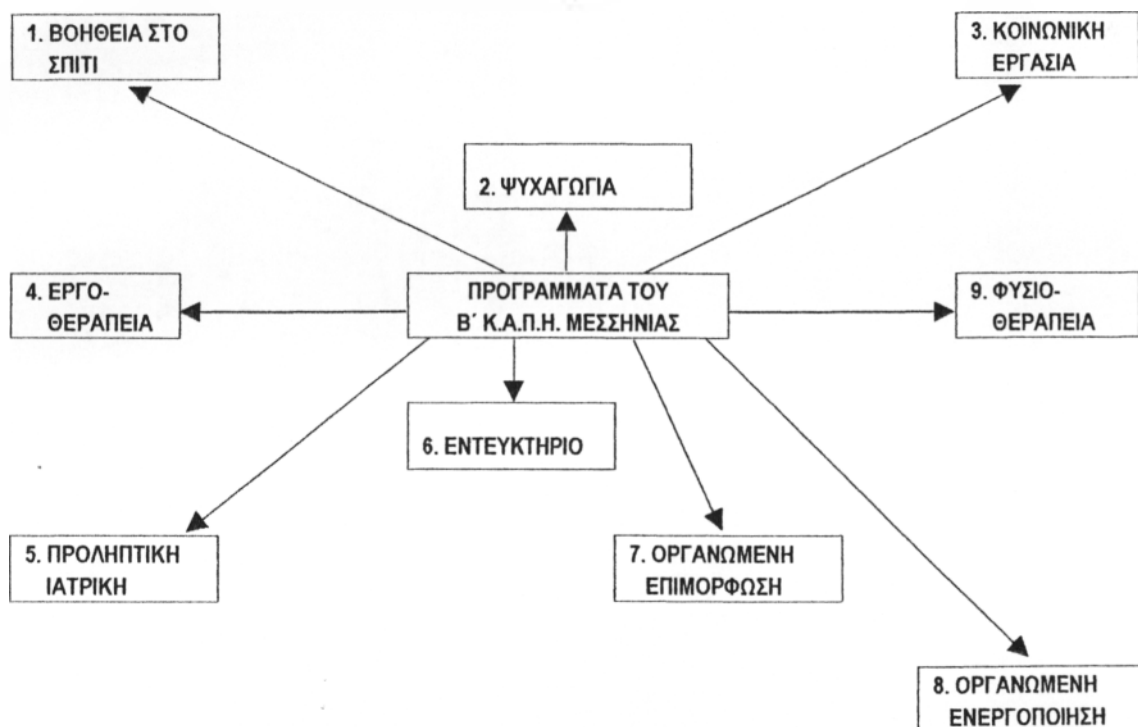 1. ΒΟΗΘΕΙΑ ΣΤΟ
ΣΠΙΤΙ
3. ΚΟΙΝΩΝΙΚΗ
ΕΡΓΑΣΙΑ
2. ΨΥΧΑΓΩΓΙΑ
4. ΕΡΓΟ-
ΘΕΡΑΠΕΙΑ
ΠΡΟΓΡΑΜΜΑΤΑ ΤΟΥ
Β΄ Κ.Α.Π.Η. ΜΕΣΣΗΝΙΑΣ
9. ΦΥΣΙΟ-
ΘΕΡΑΠΕΙΑ
6. ΕΝΤΕΥΚΤΗΡΙΟ
5. ΠΡΟΛΗΠΤΙΚΗ
ΙΑΤΡΙΚΗ
7. ΟΡΓΑΝΩΜΕΝΗ
ΕΠΙΜΟΡΦΩΣΗ
8. ΟΡΓΑΝΩΜΕΝΗ
ΕΝΕΡΓΟΠΟΙΗΣΗ